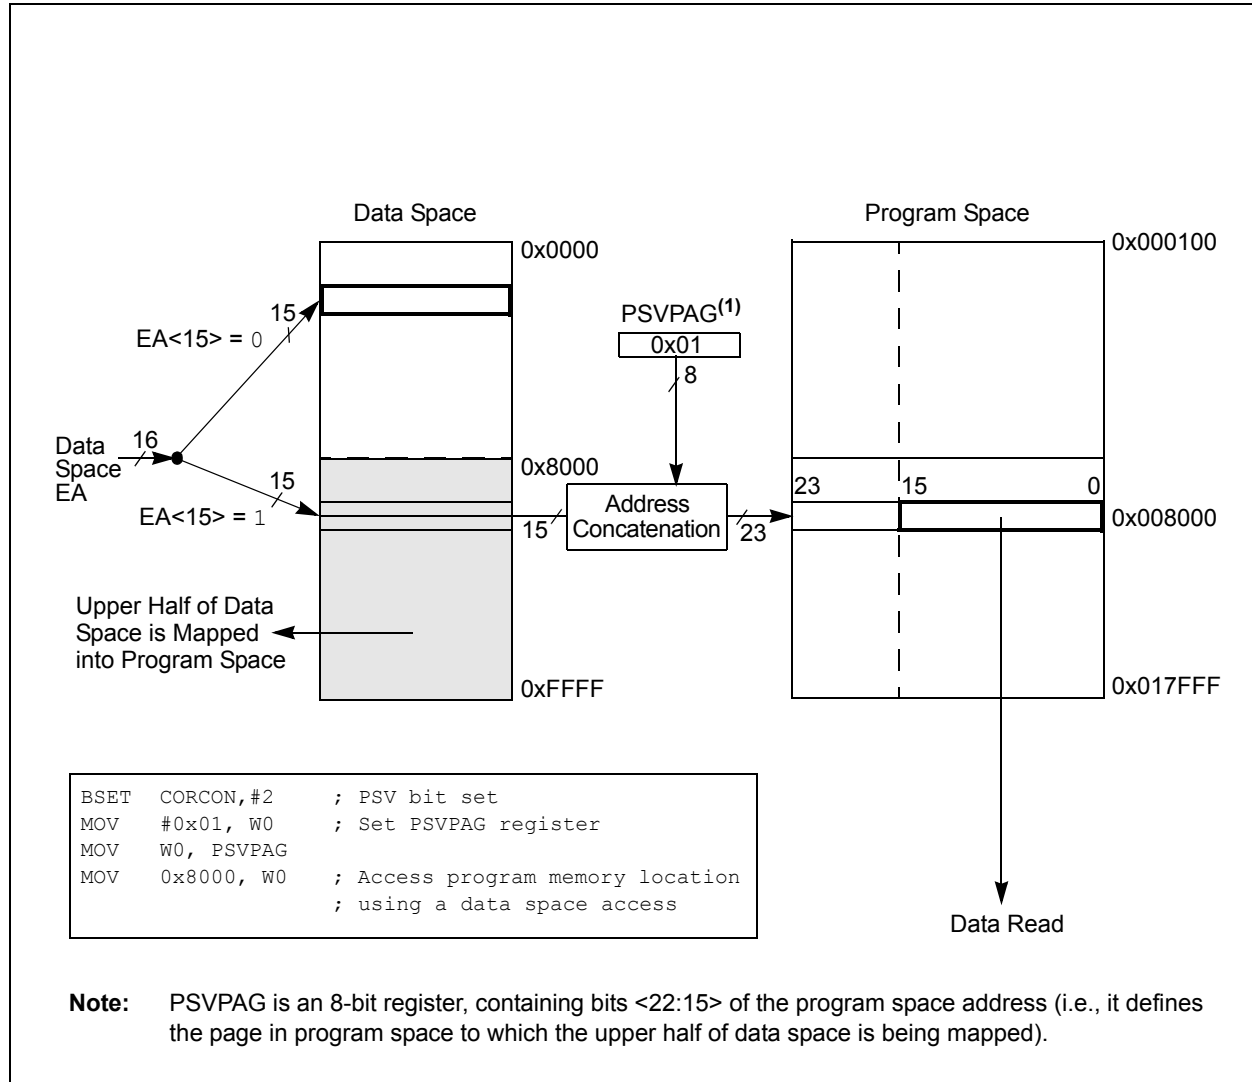 Data Space
Program Space
0x0000
0x000100
15
EA<15> = 0
PSVPAG(1)
0x01
8
Data
Space
EA
16
0x8000
15
EA<15> = 1
15
Address
Concatenation
23
23
15
0
0x008000
Upper Half of Data
Space is Mapped
into Program Space
0xFFFF
0x017FFF
BSET CORCON,#2 ; PSV bit set
MOV #0x01, W0 ; Set PSVPAG register
MOV W0, PSVPAG
MOV 0x8000, W0 ; Access program memory location
; using a data space access
Data Read
Note: PSVPAG is an 8-bit register, containing bits <22:15> of the program space address (i.e., it defines
the page in program space to which the upper half of data space is being mapped).